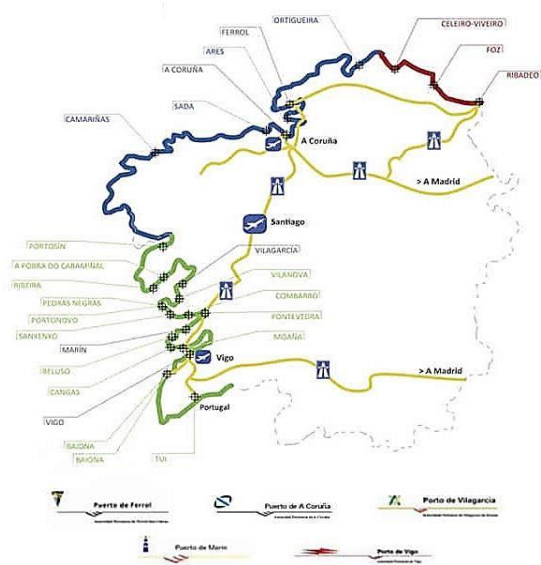 ORTIGUEIRA
CELEIRO-VIVEIRO
FERROL
ARES
FOZ
A CORUÑA
RIBADEO
SADA
CAMARIÑAS
A Coruña
> A Madrid
Santiago
PORTOSÍN
VILAGARCÍA
A POBRA DO CARAMIÑAL
VILANOVA
RIBEIRA
COMBARRO
PEDRAS NEGRAS
PORTONOVO
PONTEVEDRA
SANXENXO
MOAÑA
MARÍN
Vigo
BELUSO
> A Madrid
CANGAS
Portugal
VIGO
BAIONA
BAIONA
TUI
Puerto de Ferrol
Puerto de A Coruña
Porto de Vilagarcía
Puerto de Marín
Porto de Vigo